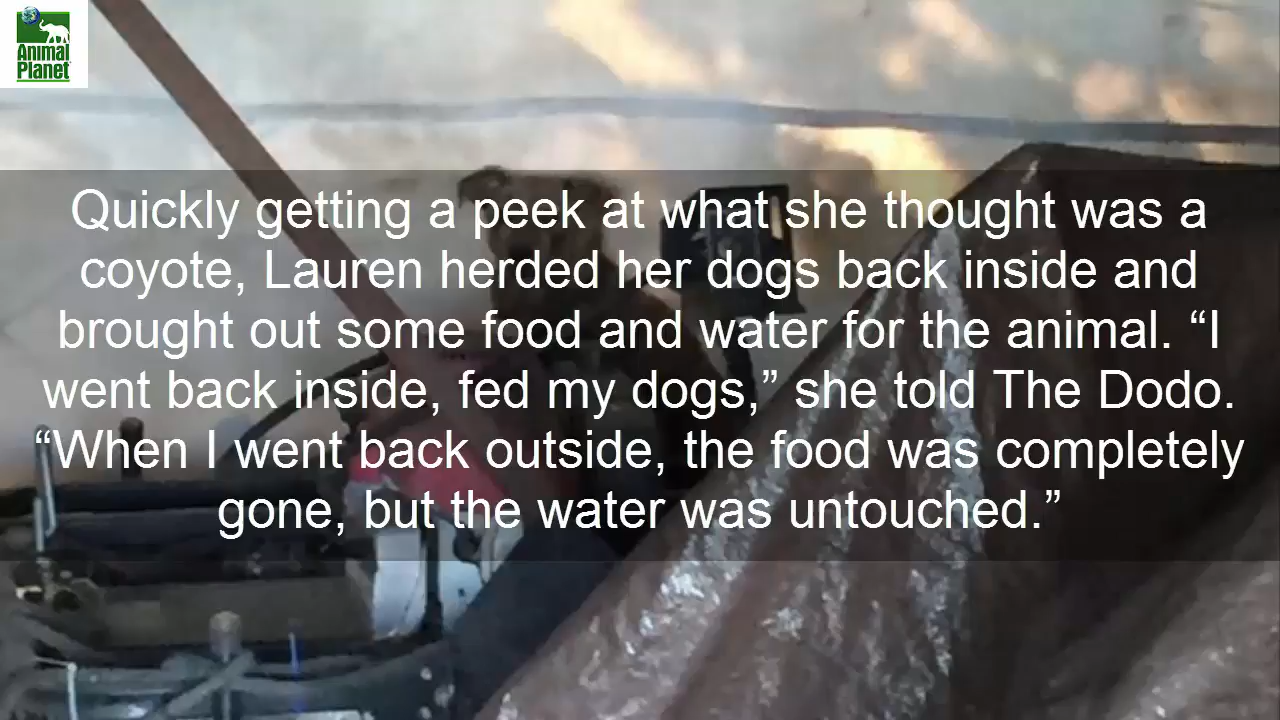 Animal
Planet
Quickly getting a peek at what she thought was a
coyote, Lauren herded her dogs back inside and
brought out some food and water for the animal. “I
went back inside, fed my dogs,” she told The Dodo.
“When I went back outside, the food was completely
gone, but the water was untouched.”